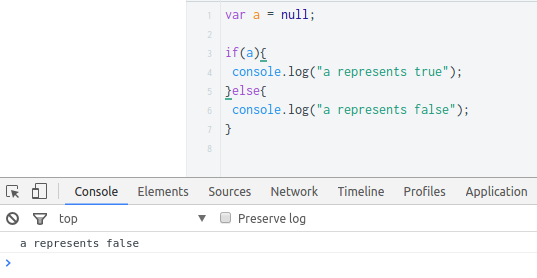 1 var a = null;
2
3 if(a){
4 console.log("a represents true");
5 }else{
6 console.log("a represents false");
7 }
8
Console Elements Sources Network Timeline Profiles Application
top Preserve log
a represents false
>